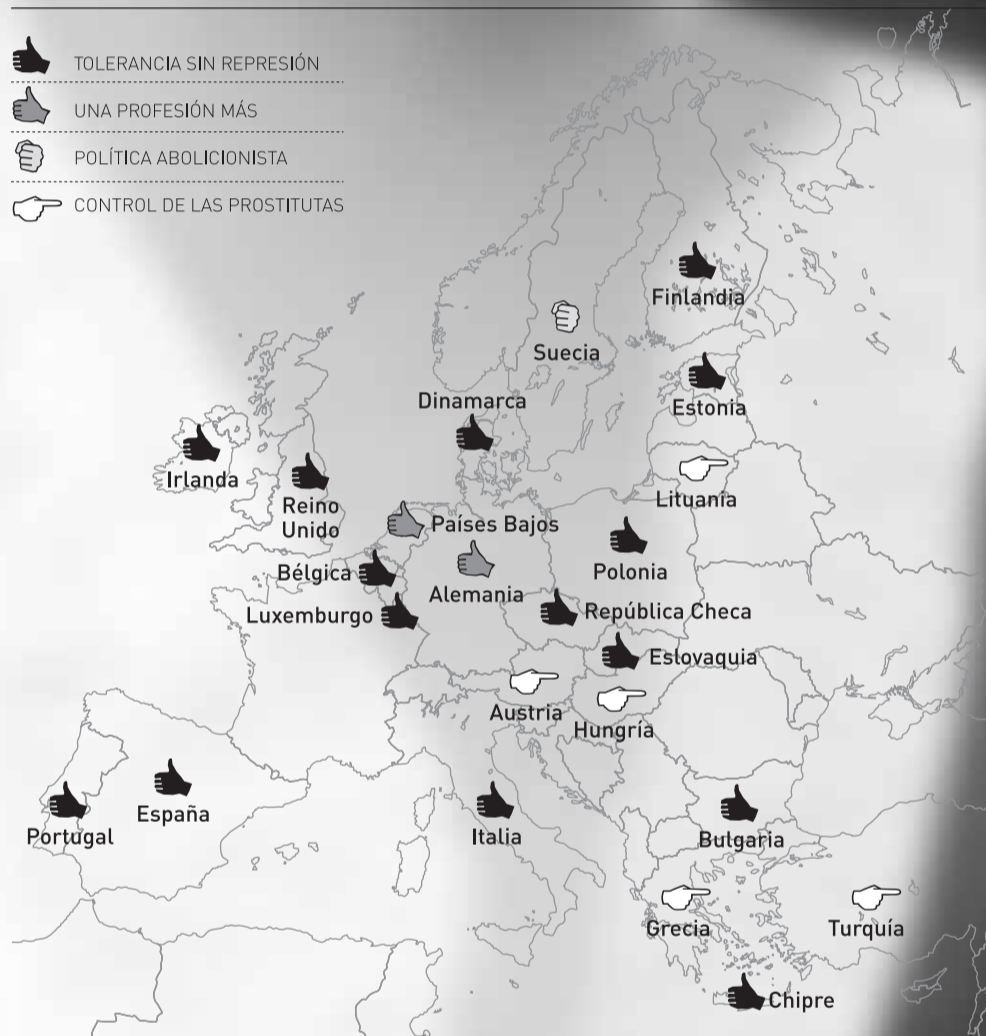 TOLERANCIA SIN REPRESIÓN
UNA PROFESIÓN MÁS
POLÍTICA ABOLICIONISTA
CONTROL DE LAS PROSTITUTAS
Finlandia
Suecia
Dinamarca
Estonia
Irlanda
Reino
Unido
Lituania
Países Bajos
Bélgica
Alemania
Polonia
Luxemburgo
República Checa
Eslovaquia
Austria
Hungría
Portugal
España
Italia
Bulgaria
Grecia
Turquía
Chipre